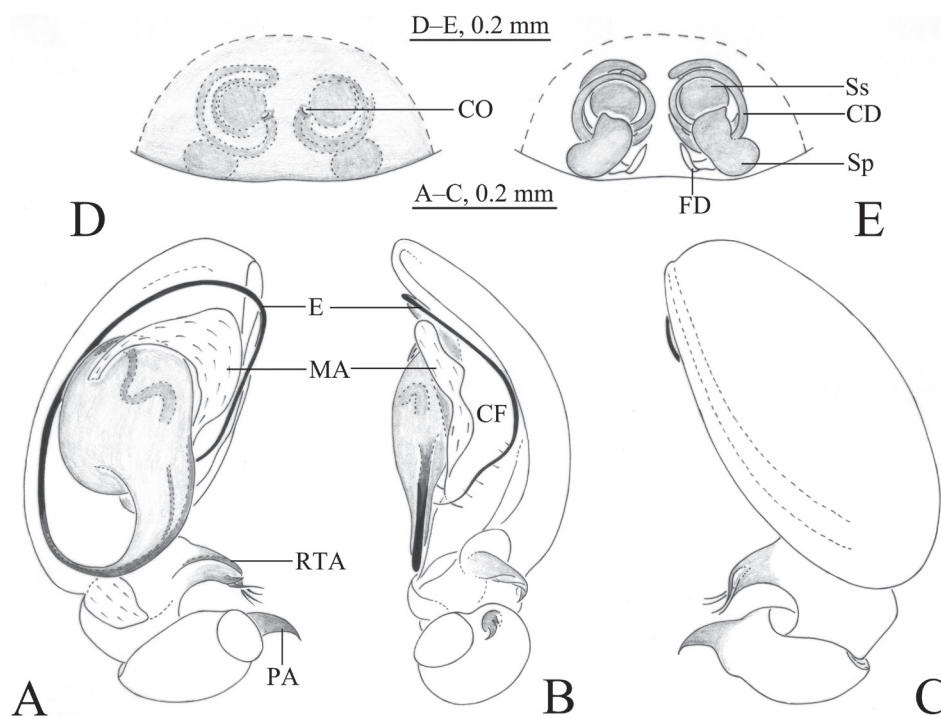 D–E, 0.2 mm
CO
Ss
CD
Sp
FD
D
A–C, 0.2 mm
E
E
MA
CF
RTA
PA
A
B
C